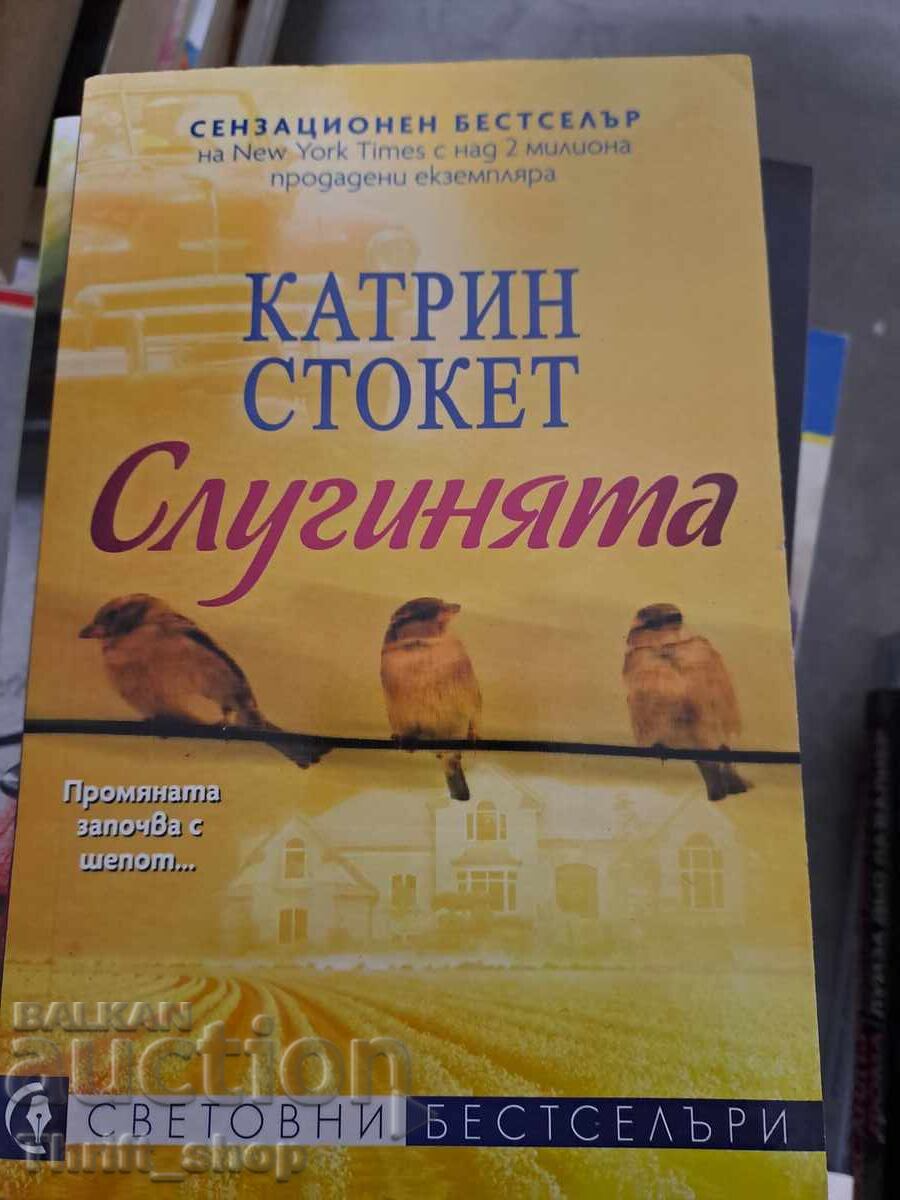 СЕНЗАЦИОНЕН БЕСТСЕЛЪР
на New York Times с над 2 милиона
продадени екземпляра
КАТРИН
СТОКЕТ
Слугинята
Промяната
започва с
шепот...
BALKAN
auction
СВЕТОВНИ БЕСТСЕЛЪРИ
Thrift_shop